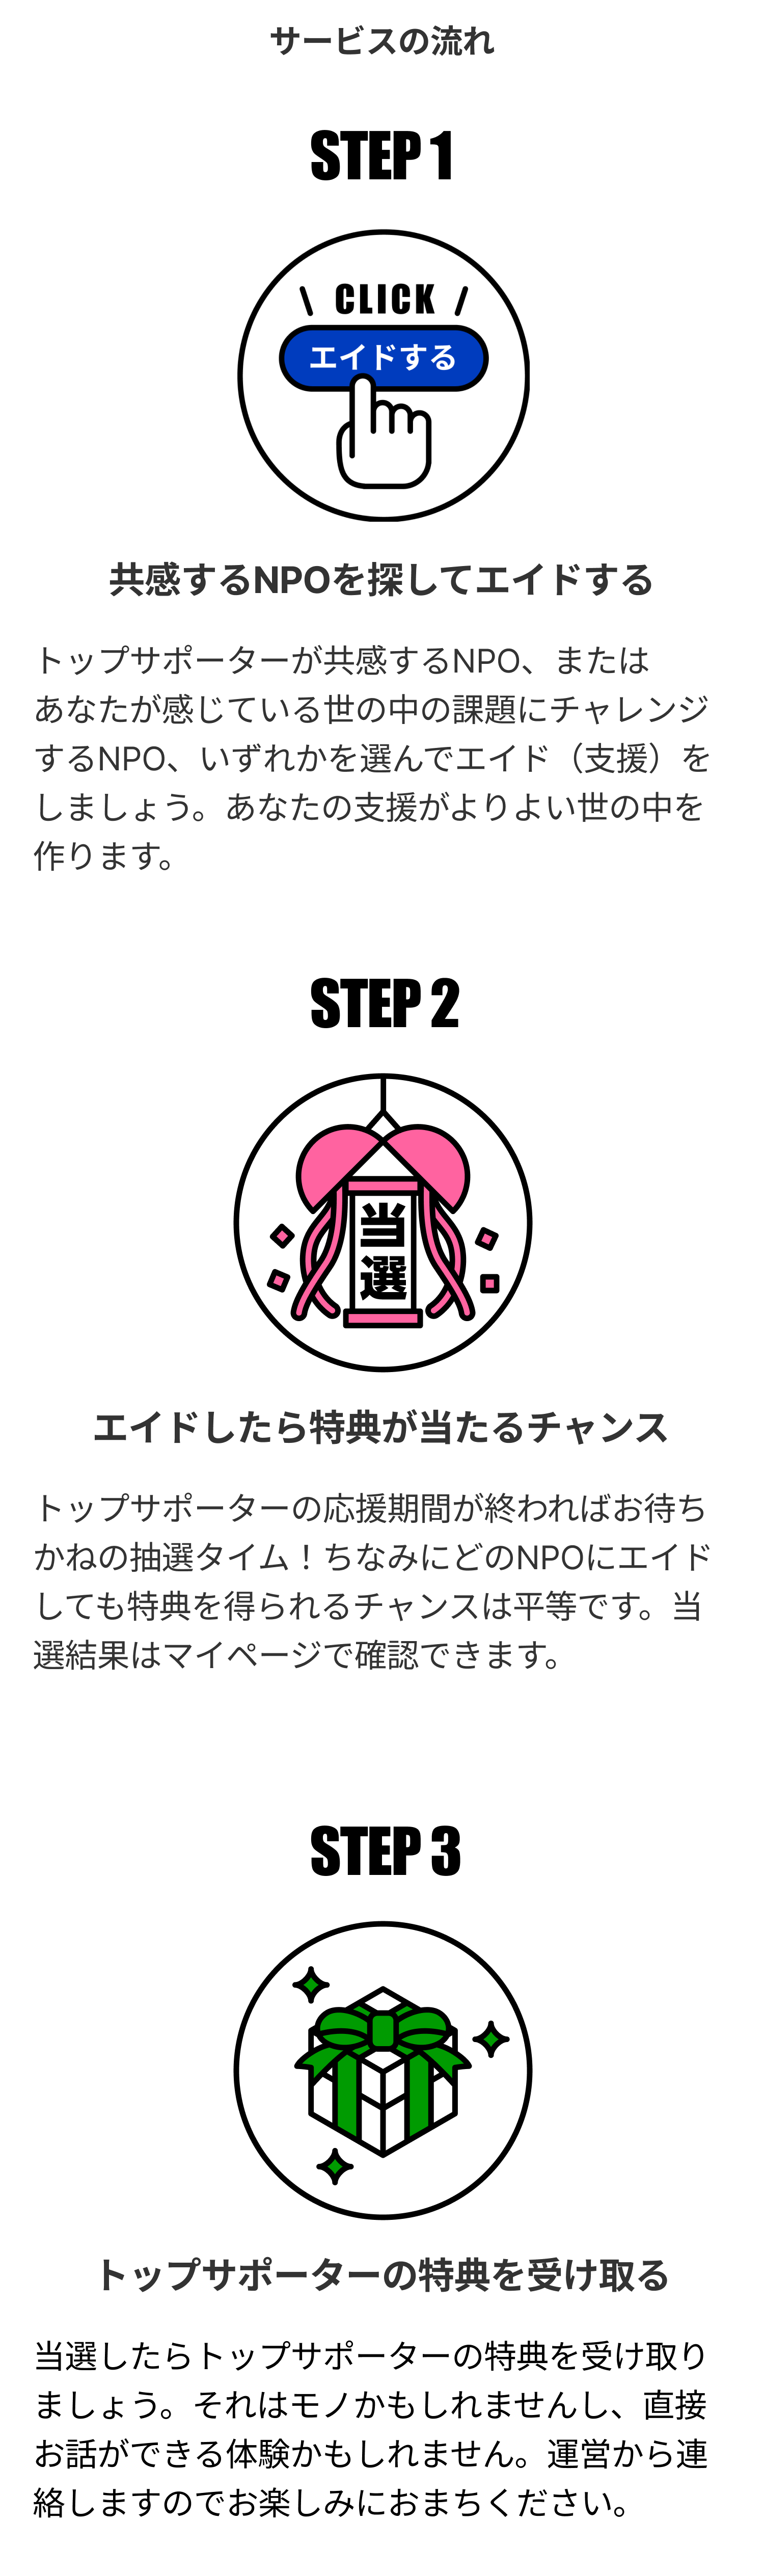 サービスの流れ
STEP 1
CLICK
エイドする
共感するNPOを探してエイドする
トップサポーターが共感するNPO、または
あなたが感じている世の中の課題にチャレンジ
するNPO、いずれかを選んでエイド（支援）を
しましょう。あなたの支援がよりよい世の中を
作ります。
STEP 2
当
選
エイドしたら特典が当たるチャンス
トップサポーターの応援期間が終わればお待ち
かねの抽選タイム！ちなみにどのNPOにエイド
しても特典を得られるチャンスは平等です。当
選結果はマイページで確認できます。
STEP 3
トップサポーターの特典を受け取る
当選したらトップサポーターの特典を受け取り
ましょう。それはモノかもしれませんし、直接
お話ができる体験かもしれません。運営から連
絡しますのでお楽しみにおまちください。